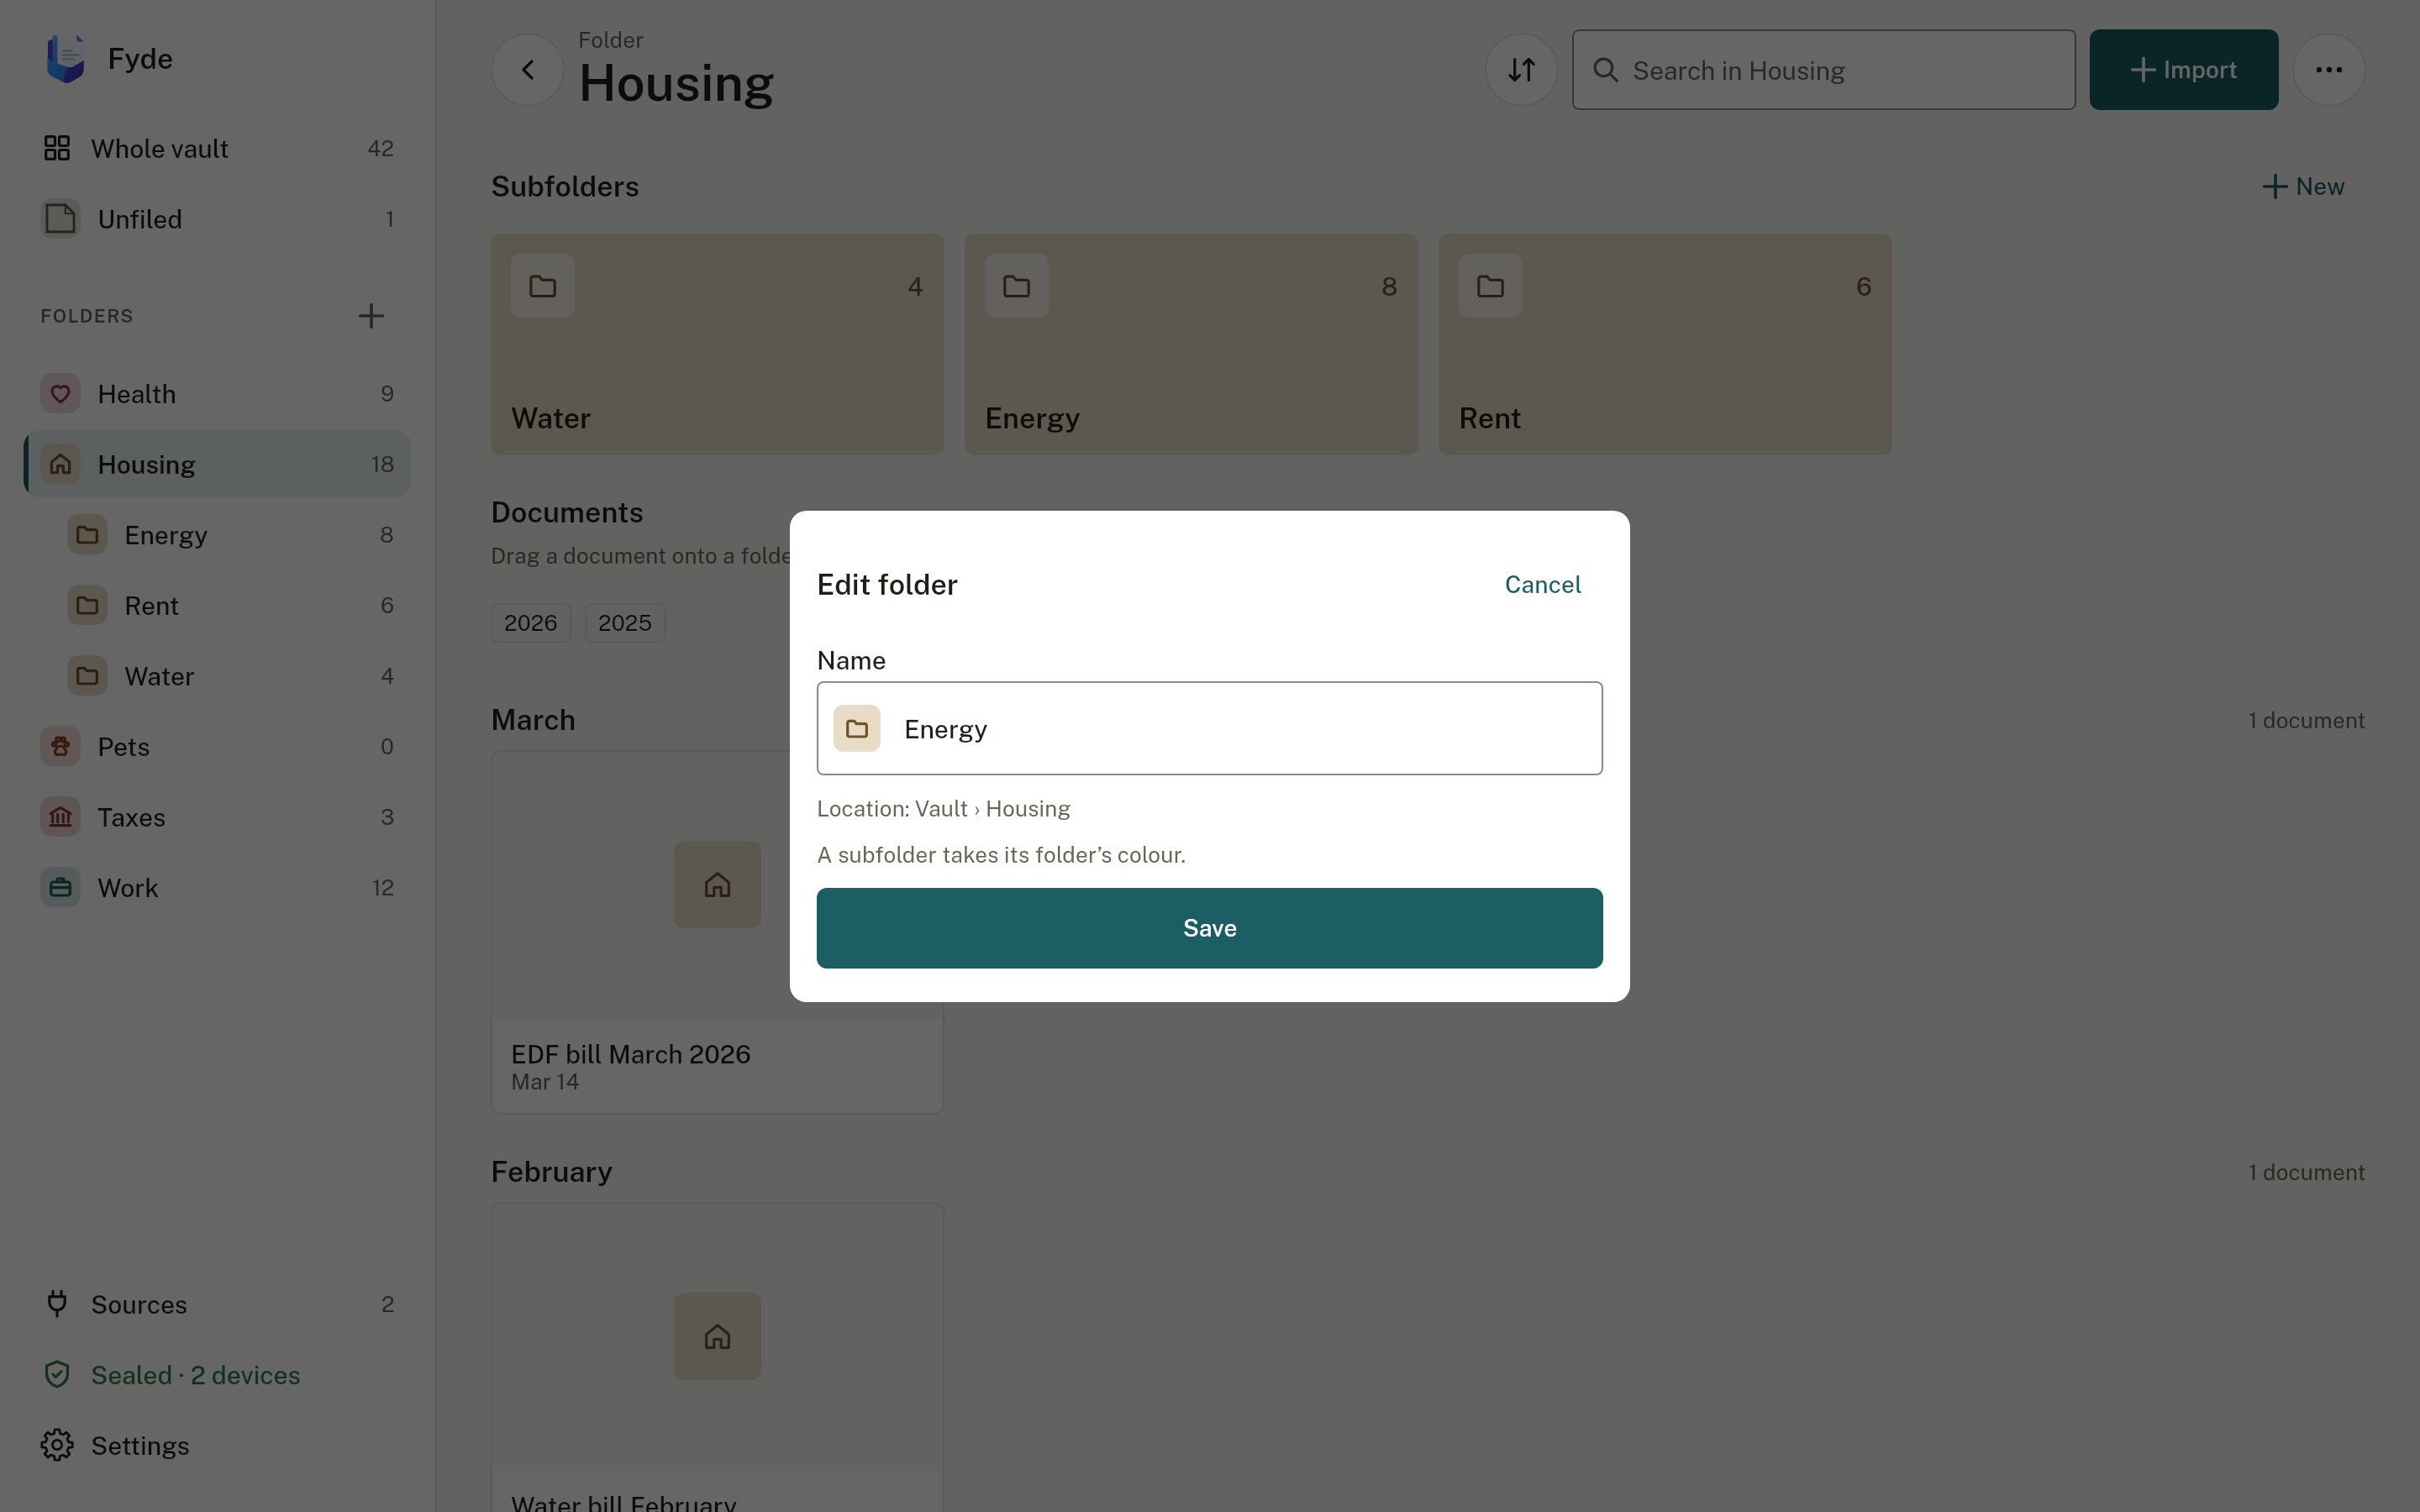 Fyde
Whole vault 42
Unfiled 1
FOLDERS
Health 9
Housing 18
Energy 8
Rent 6
Water 4
Pets 0
Taxes 3
Work 12
Sources 2
Sealed · 2 devices
Settings
Folder
Housing
Search in Housing
Import
Subfolders
New
4
Water
8
Energy
6
Rent
Documents
Drag a document onto a folde
2026 2025
March
1 document
EDF bill March 2026
Mar 14
February
1 document
Water bill February
Edit folder
Cancel
Name
Energy
Location: Vault › Housing
A subfolder takes its folder’s colour.
Save